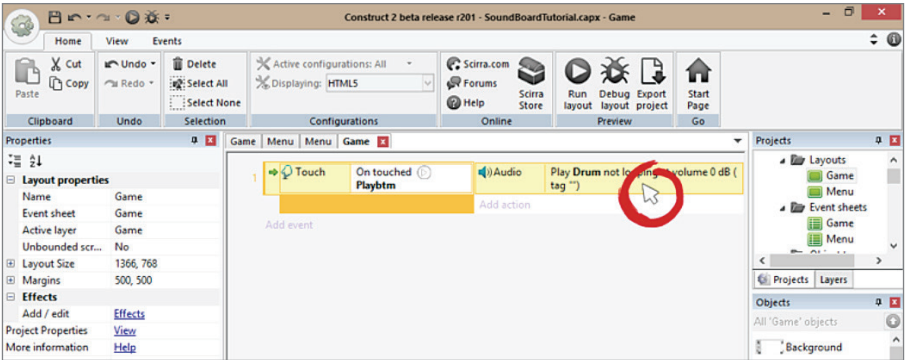 Construct 2 beta release r201 - SoundBoardTutorial.capx - Game
Home View Events
Paste
Cut
Copy
Clipboard
Undo
Redo
Undo
Delete
Select All
Select None
Selection
Active configurations: All
Displaying: HTML5
Configurations
Scirra.com
Forums
Help
Scirra Store
Online
Run layout
Debug layout
Export project
Preview
Start Page
Go
Properties
Layout properties
Name Game
Event sheet Game
Active layer Game
Unbounded scr... No
Layout Size 1366, 768
Margins 500, 500
Effects
Add / edit Effects
Project Properties View
More information Help
Game Menu Menu Game
1 Touch On touched Audio Play Drum not looping at volume 0 dB (
Playbtm tag "")
Add action
Add event
Projects
Layouts
Game
Menu
Event sheets
Game
Menu
Projects Layers
Objects
All 'Game' objects
Background